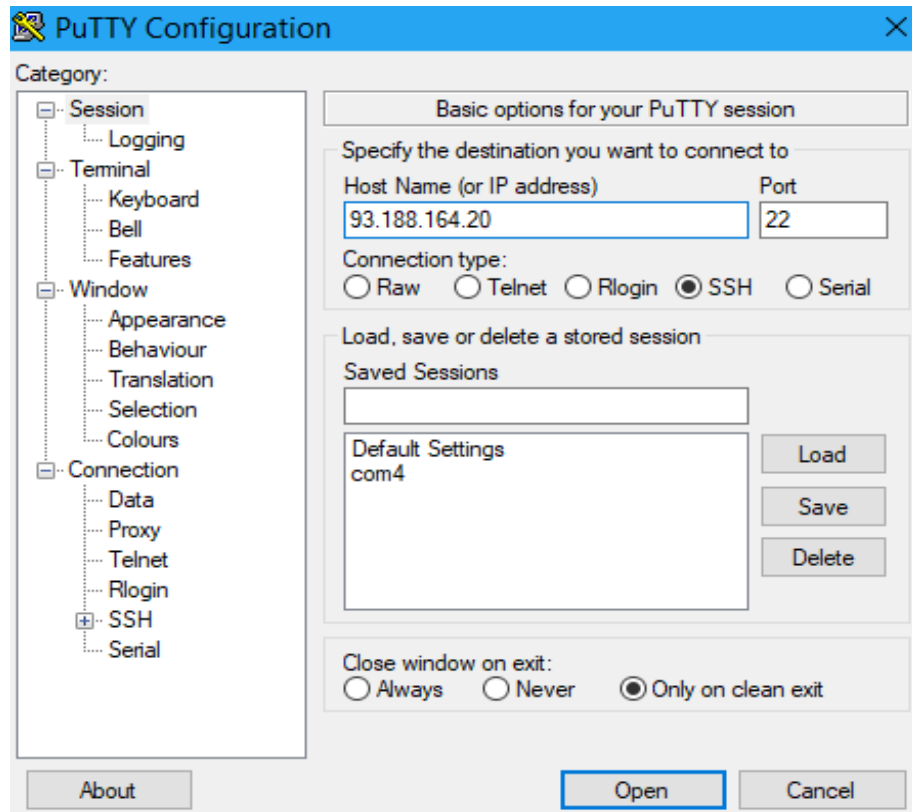 PuTTY Configuration
Category:
Session
Logging
Terminal
Keyboard
Bell
Features
Window
Appearance
Behaviour
Translation
Selection
Colours
Connection
Data
Proxy
Telnet
Rlogin
SSH
Serial
Basic options for your PuTTY session
Specify the destination you want to connect to
Host Name (or IP address) Port
93.188.164.20 22
Connection type:
Raw Telnet Rlogin SSH Serial
Load, save or delete a stored session
Saved Sessions
Default Settings
com4
Load
Save
Delete
Close window on exit:
Always Never Only on clean exit
About Open Cancel